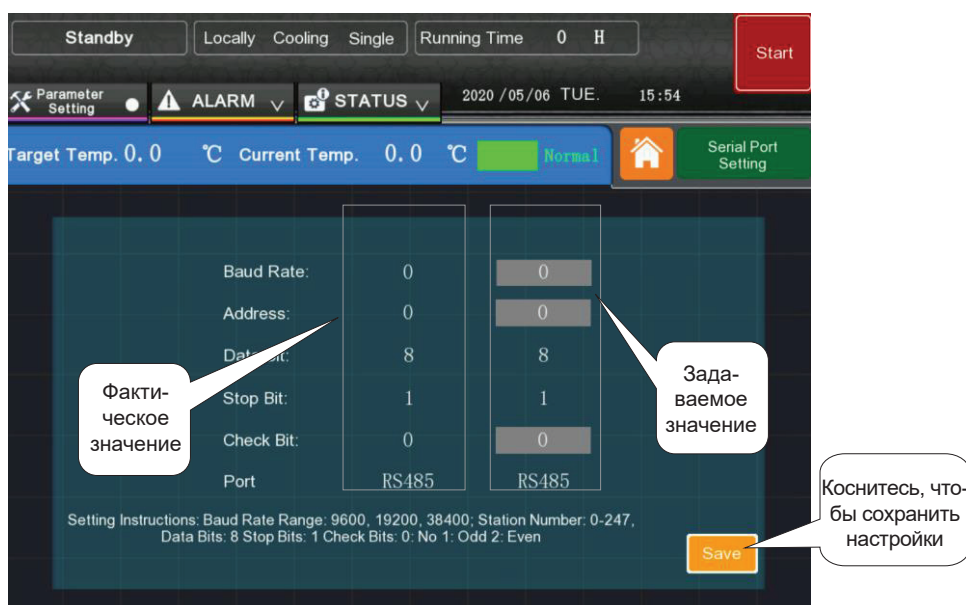 Standby
Locally Cooling Single
Running Time 0 H
Start
Parameter
Setting
ALARM
STATUS
2020 /05/06 TUE. 15:54
Target Temp. 0.0 ℃ Current Temp. 0.0 ℃
Normal
Serial Port
Setting
Baud Rate: 0 0
Address: 0 0
Data Bit: 8 8
Stop Bit: 1 1
Check Bit: 0 0
Port RS485 RS485
Факти-
ческое
значение
Зада-
ваемое
значение
Setting Instructions: Baud Rate Range: 9600, 19200, 38400; Station Number: 0-247,
Data Bits: 8 Stop Bits: 1 Check Bits: 0: No 1: Odd 2: Even
Save
Коснитесь, что-
бы сохранить
настройки